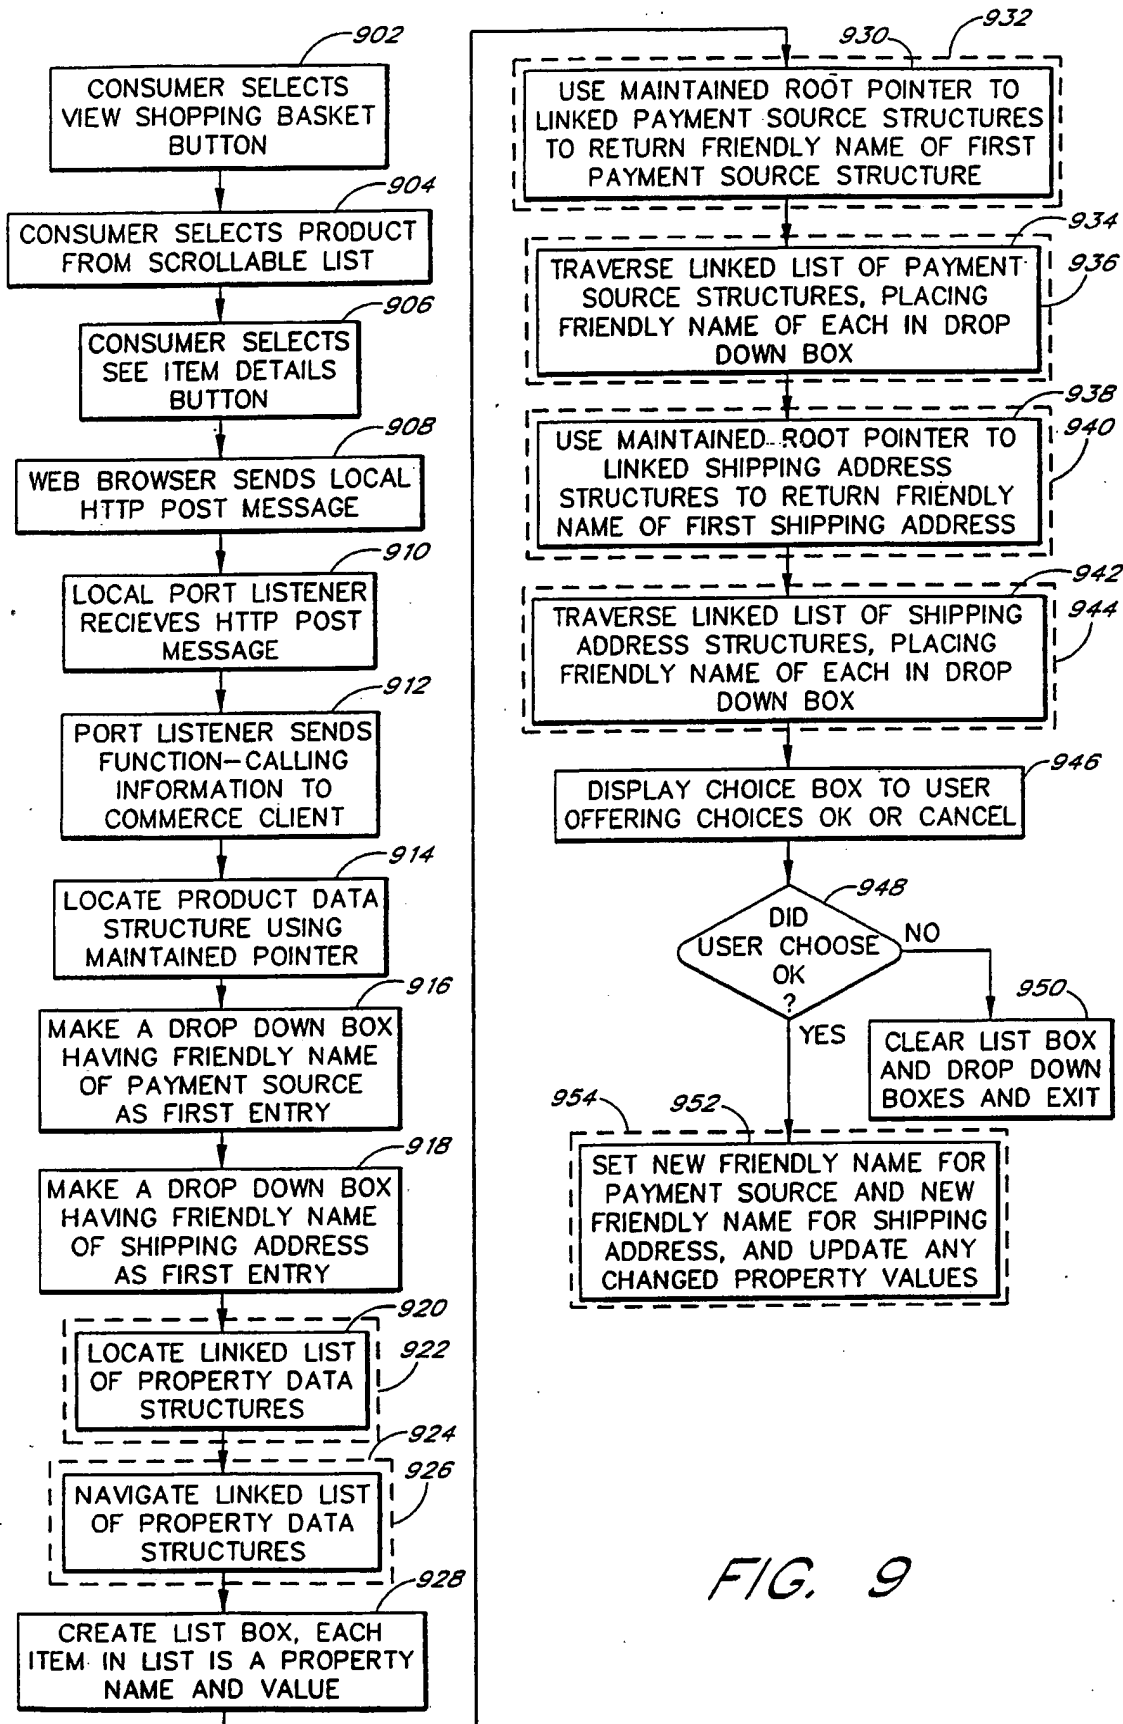 902
CONSUMER SELECTS
VIEW SHOPPING BASKET
BUTTON
904
CONSUMER SELECTS PRODUCT
FROM SCROLLABLE LIST
906
CONSUMER SELECTS
SEE ITEM DETAILS
BUTTON
908
WEB BROWSER SENDS LOCAL
HTTP POST MESSAGE
910
LOCAL PORT LISTENER
RECIEVES HTTP POST
MESSAGE
912
PORT LISTENER SENDS
FUNCTION-CALLING
INFORMATION TO
COMMERCE CLIENT
914
LOCATE PRODUCT DATA
STRUCTURE USING
MAINTAINED POINTER
916
MAKE A DROP DOWN BOX
HAVING FRIENDLY NAME
OF PAYMENT SOURCE
AS FIRST ENTRY
918
MAKE A DROP DOWN BOX
HAVING FRIENDLY NAME
OF SHIPPING ADDRESS
AS FIRST ENTRY
920
922
LOCATE LINKED LIST
OF PROPERTY DATA
STRUCTURES
924
926
NAVIGATE LINKED LIST
OF PROPERTY DATA
STRUCTURES
928
CREATE LIST BOX, EACH
ITEM IN LIST IS A PROPERTY
NAME AND VALUE
930
932
USE MAINTAINED ROOT POINTER TO
LINKED PAYMENT SOURCE STRUCTURES
TO RETURN FRIENDLY NAME OF FIRST
PAYMENT SOURCE STRUCTURE
934
936
TRAVERSE LINKED LIST OF PAYMENT
SOURCE STRUCTURES, PLACING
FRIENDLY NAME OF EACH IN DROP
DOWN BOX
938
940
USE MAINTAINED ROOT POINTER TO
LINKED SHIPPING ADDRESS
STRUCTURES TO RETURN FRIENDLY
NAME OF FIRST SHIPPING ADDRESS
942
944
TRAVERSE LINKED LIST OF SHIPPING
ADDRESS STRUCTURES, PLACING
FRIENDLY NAME OF EACH IN DROP
DOWN BOX
946
DISPLAY CHOICE BOX TO USER
OFFERING CHOICES OK OR CANCEL
948
DID
USER CHOOSE
OK
?
NO
YES
950
CLEAR LIST BOX
AND DROP DOWN
BOXES AND EXIT
954
952
SET NEW FRIENDLY NAME FOR
PAYMENT SOURCE AND NEW
FRIENDLY NAME FOR SHIPPING
ADDRESS, AND UPDATE ANY
CHANGED PROPERTY VALUES
FIG. 9